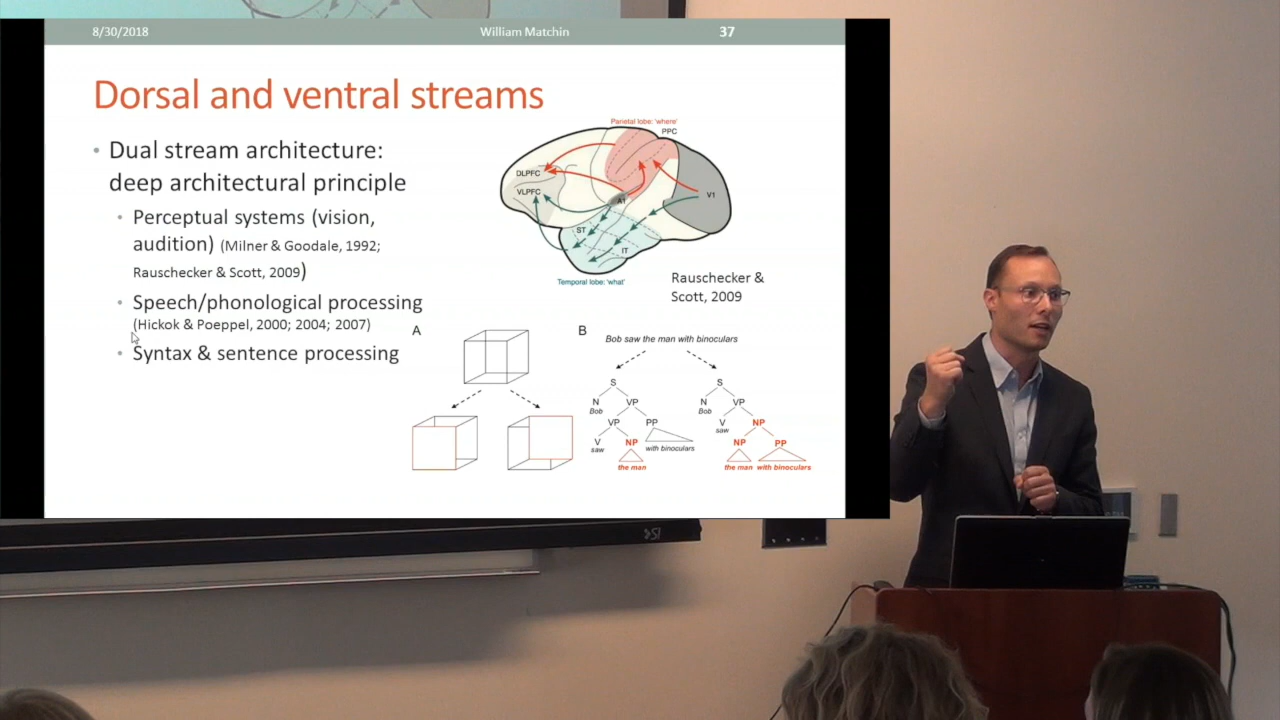 8/30/2018 William Matchin 37
Dorsal and ventral streams
• Dual stream architecture:
deep architectural principle
• Perceptual systems (vision,
audition) (Milner & Goodale, 1992;
Rauschecker & Scott, 2009)
• Speech/phonological processing
(Hickok & Poeppel, 2000; 2004; 2007)
• Syntax & sentence processing
Parietal lobe: 'where'
PPC
DLPFC
VLPFC
A1
V1
ST
IT
Temporal lobe: 'what'
Rauschecker &
Scott, 2009
A
B
Bob saw the man with binoculars
S
N VP
Bob
VP PP
V NP with binoculars
saw
the man
S
N VP
Bob
V NP
saw
NP PP
the man with binoculars